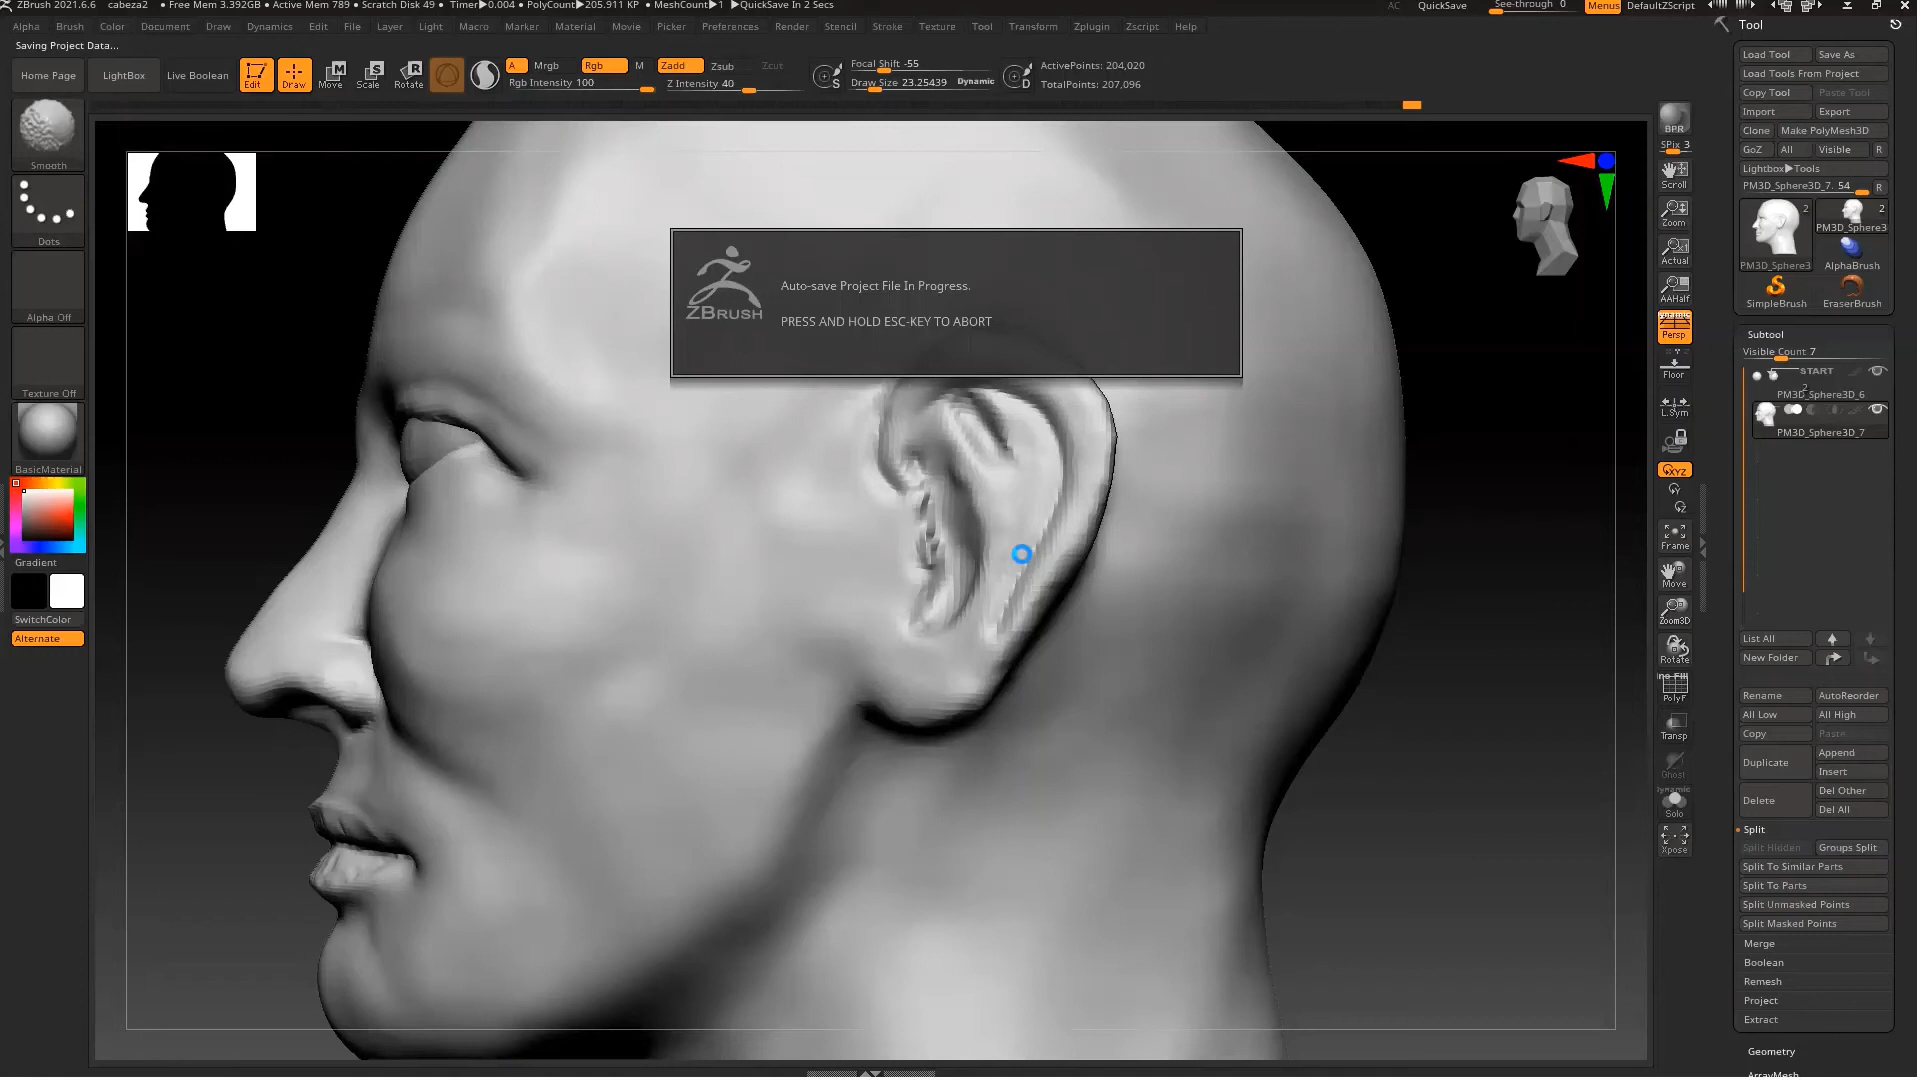 ZBrush 2021.6.6 cabeza2 • Free Mem 3.392GB • Active Mem 789 • Scratch Disk 49 • Timer▶0.004 • PolyCount▶205.911 KP • MeshCount▶1 ▶QuickSave In 2 Secs AC QuickSave See-through 0 Menus DefaultZScript
Alpha Brush Color Document Draw Dynamics Edit File Layer Light Macro Marker Material Movie Picker Preferences Render Stencil Stroke Texture Tool Transform Zplugin Zscript Help
Saving Project Data...
Home Page LightBox Live Boolean Edit Draw Move Scale Rotate
A Mrgb Rgb M Zadd Zsub Zcut
Rgb Intensity 100 Z Intensity 40
S Focal Shift -55
Draw Size 23.25439 Dynamic D
ActivePoints: 204,020
TotalPoints: 207,096
Smooth
Dots
Alpha Off
Texture Off
BasicMaterial
Gradient
SwitchColor
Alternate
ZBRUSH
Auto-save Project File In Progress.
PRESS AND HOLD ESC-KEY TO ABORT
BPR
SPix 3
Scroll
Zoom
Actual
AAHalf
Persp
Floor
L.Sym
XYZ
Y
Z
Frame
Move
Zoom3D
Rotate
PolyF
Transp
Ghost
Dynamic
Solo
Xpose
Tool
Load Tool Save As
Load Tools From Project
Copy Tool Paste Tool
Import Export
Clone Make PolyMesh3D
GoZ All Visible R
Lightbox▶Tools
PM3D_Sphere3D_7. 54 R
2 2
PM3D_Sphere3
PM3D_Sphere3 AlphaBrush
SimpleBrush EraserBrush
Subtool
Visible Count 7
START
2
PM3D_Sphere3D_6
PM3D_Sphere3D_7
List All
New Folder
Rename AutoReorder
All Low All High
Copy Paste
Duplicate Append
Insert
Delete Del Other
Del All
Split
Split Hidden Groups Split
Split To Similar Parts
Split To Parts
Split Unmasked Points
Split Masked Points
Merge
Boolean
Remesh
Project
Extract
Geometry
ArrayMesh